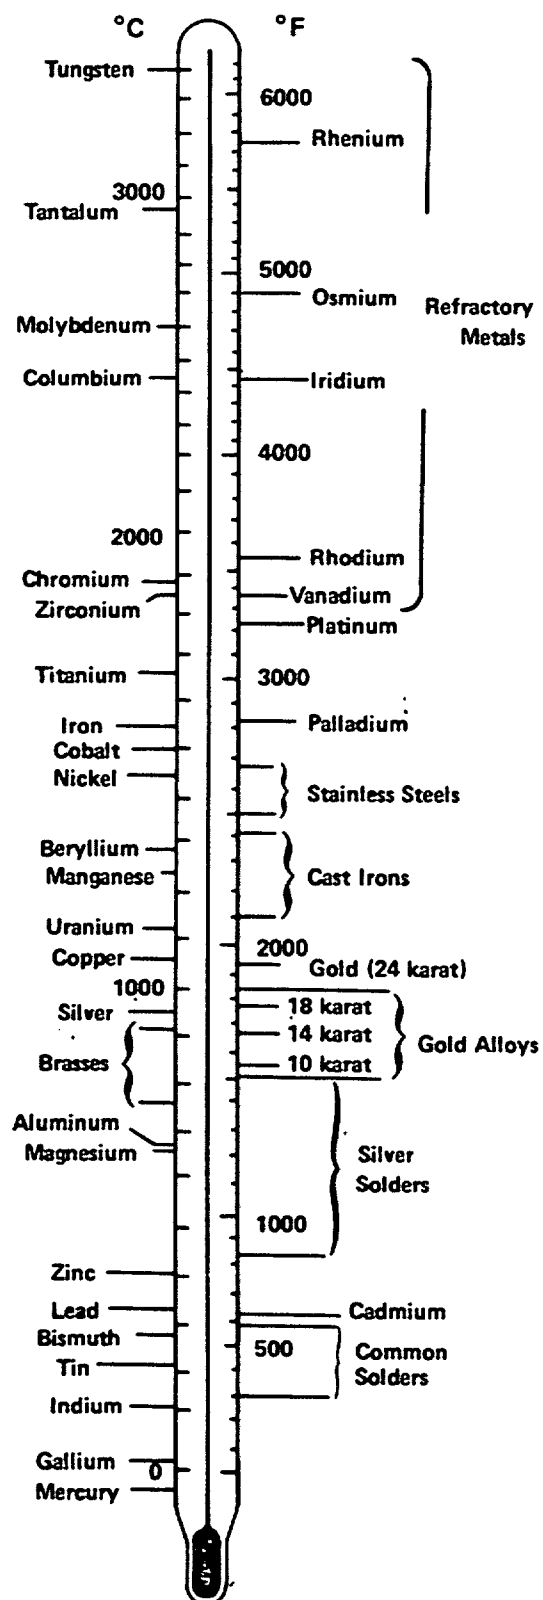 °C °F
Tungsten
6000
Rhenium
3000
Tantalum
5000
Osmium
Refractory
Metals
Molybdenum
Columbium
Iridium
4000
2000
Rhodium
Chromium
Vanadium
Zirconium
Platinum
Titanium
3000
Iron
Palladium
Cobalt
Nickel
Stainless Steels
Beryllium
Manganese
Cast Irons
Uranium
2000
Copper
Gold (24 karat)
1000
18 karat
Silver
14 karat
Gold Alloys
Brasses
10 karat
Aluminum
Magnesium
Silver
Solders
1000
Zinc
Lead
Cadmium
Bismuth
500
Common
Solders
Tin
Indium
Gallium
0
Mercury